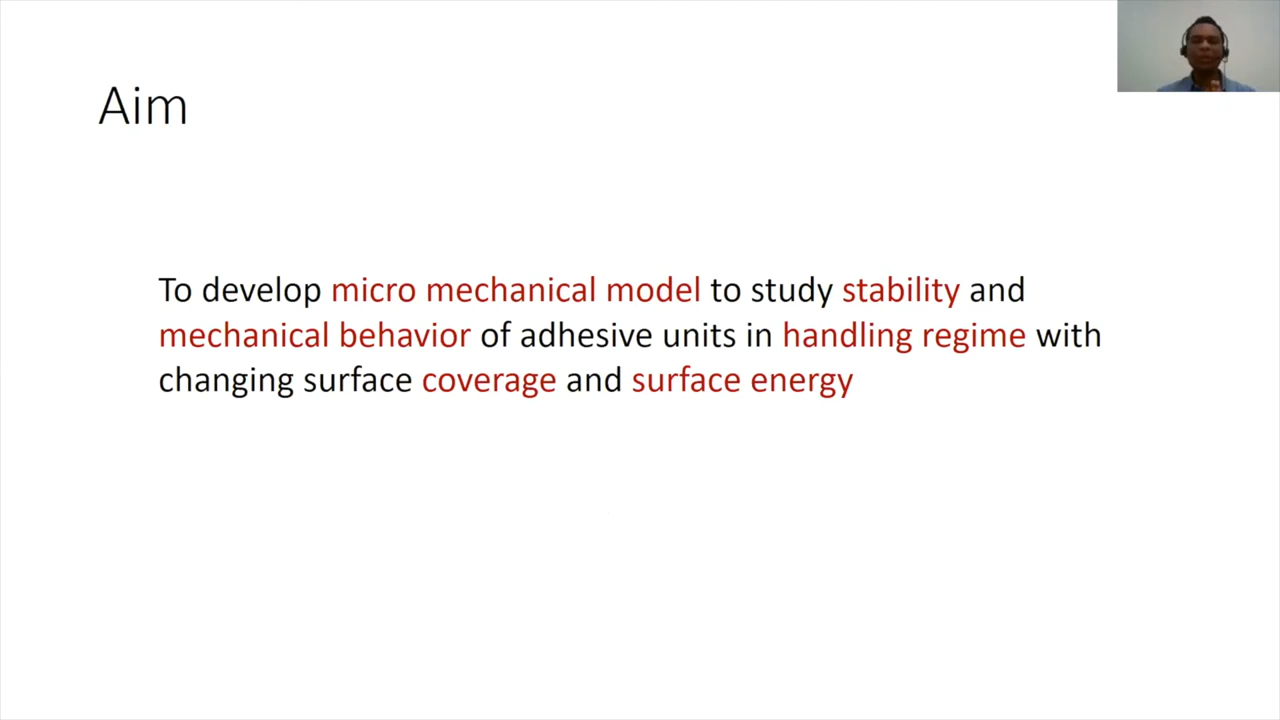 Aim
To develop micro mechanical model to study stability and
mechanical behavior of adhesive units in handling regime with
changing surface coverage and surface energy